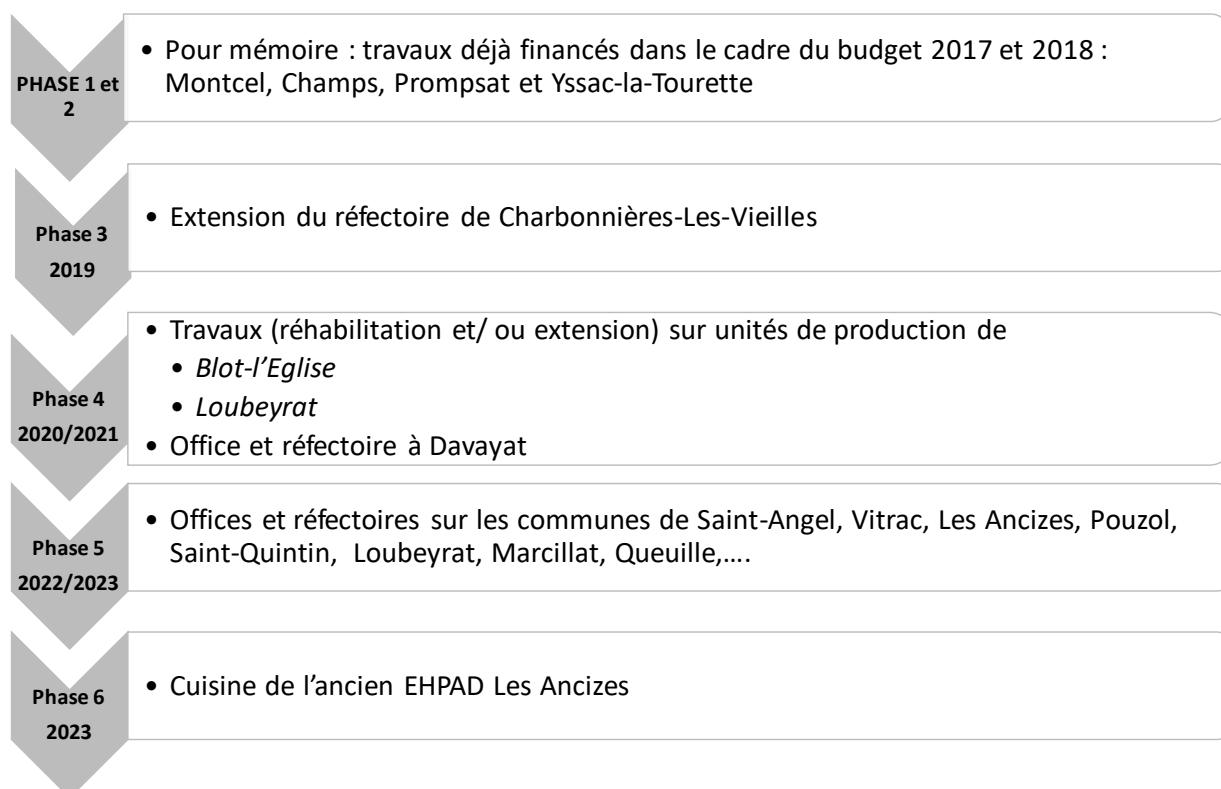 PHASE 1 et
2
• Pour mémoire : travaux déjà financés dans le cadre du budget 2017 et 2018 :
Montcel, Champs, Prompsat et Yssac-la-Tourette
Phase 3
2019
• Extension du réfectoire de Charbonnières-Les-Vieilles
Phase 4
2020/2021
• Travaux (réhabilitation et/ ou extension) sur unités de production de
• Blot-l’Eglise
• Loubeyrat
• Office et réfectoire à Davayat
Phase 5
2022/2023
• Offices et réfectoires sur les communes de Saint-Angel, Vitrac, Les Ancizes, Pouzol,
Saint-Quintin, Loubeyrat, Marcillat, Queuille,….
Phase 6
2023
• Cuisine de l’ancien EHPAD Les Ancizes